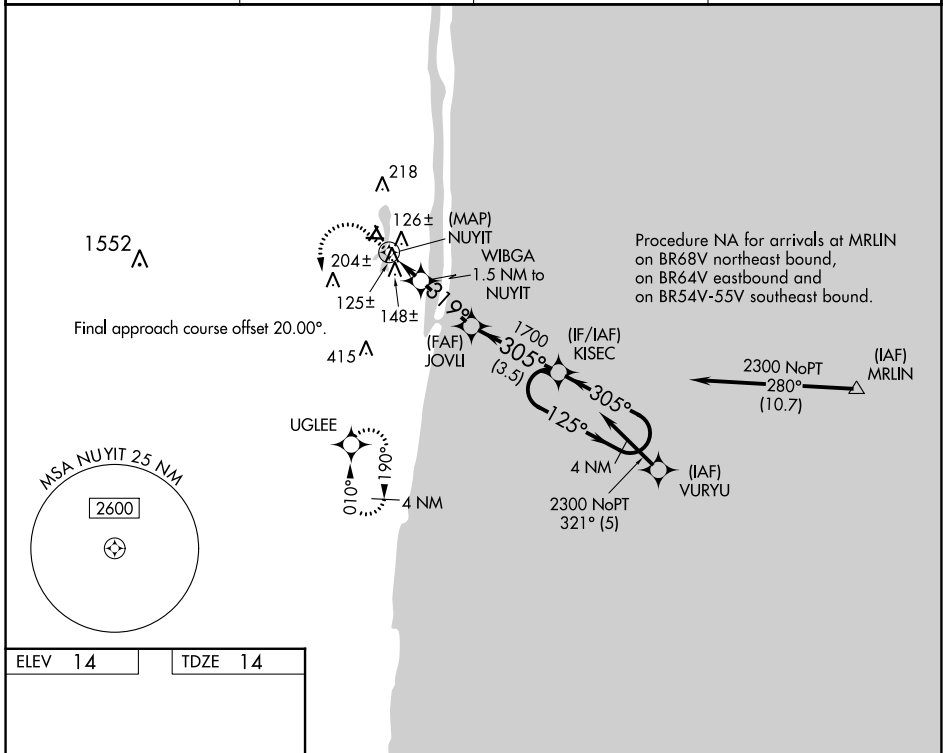 218
126± (MAP)
NUYIT
1552
204±
WIBGA
1.5 NM to
NUYIT
125±
148±
319°
Procedure NA for arrivals at MRLIN
on BR68V northeast bound,
on BR64V eastbound and
on BR54V-55V southeast bound.
Final approach course offset 20.00°.
415
(FAF)
JOVLI
1700
305°
(3.5)
(IF/IAF)
KISEC
2300 NoPT
280°
(10.7)
(IAF)
MRLIN
305°
125°
UGLEE
4 NM
(IAF)
VURYU
2300 NoPT
321° (5)
010°
190°
4 NM
MSA NUYIT 25 NM
2600
ELEV 14
TDZE 14